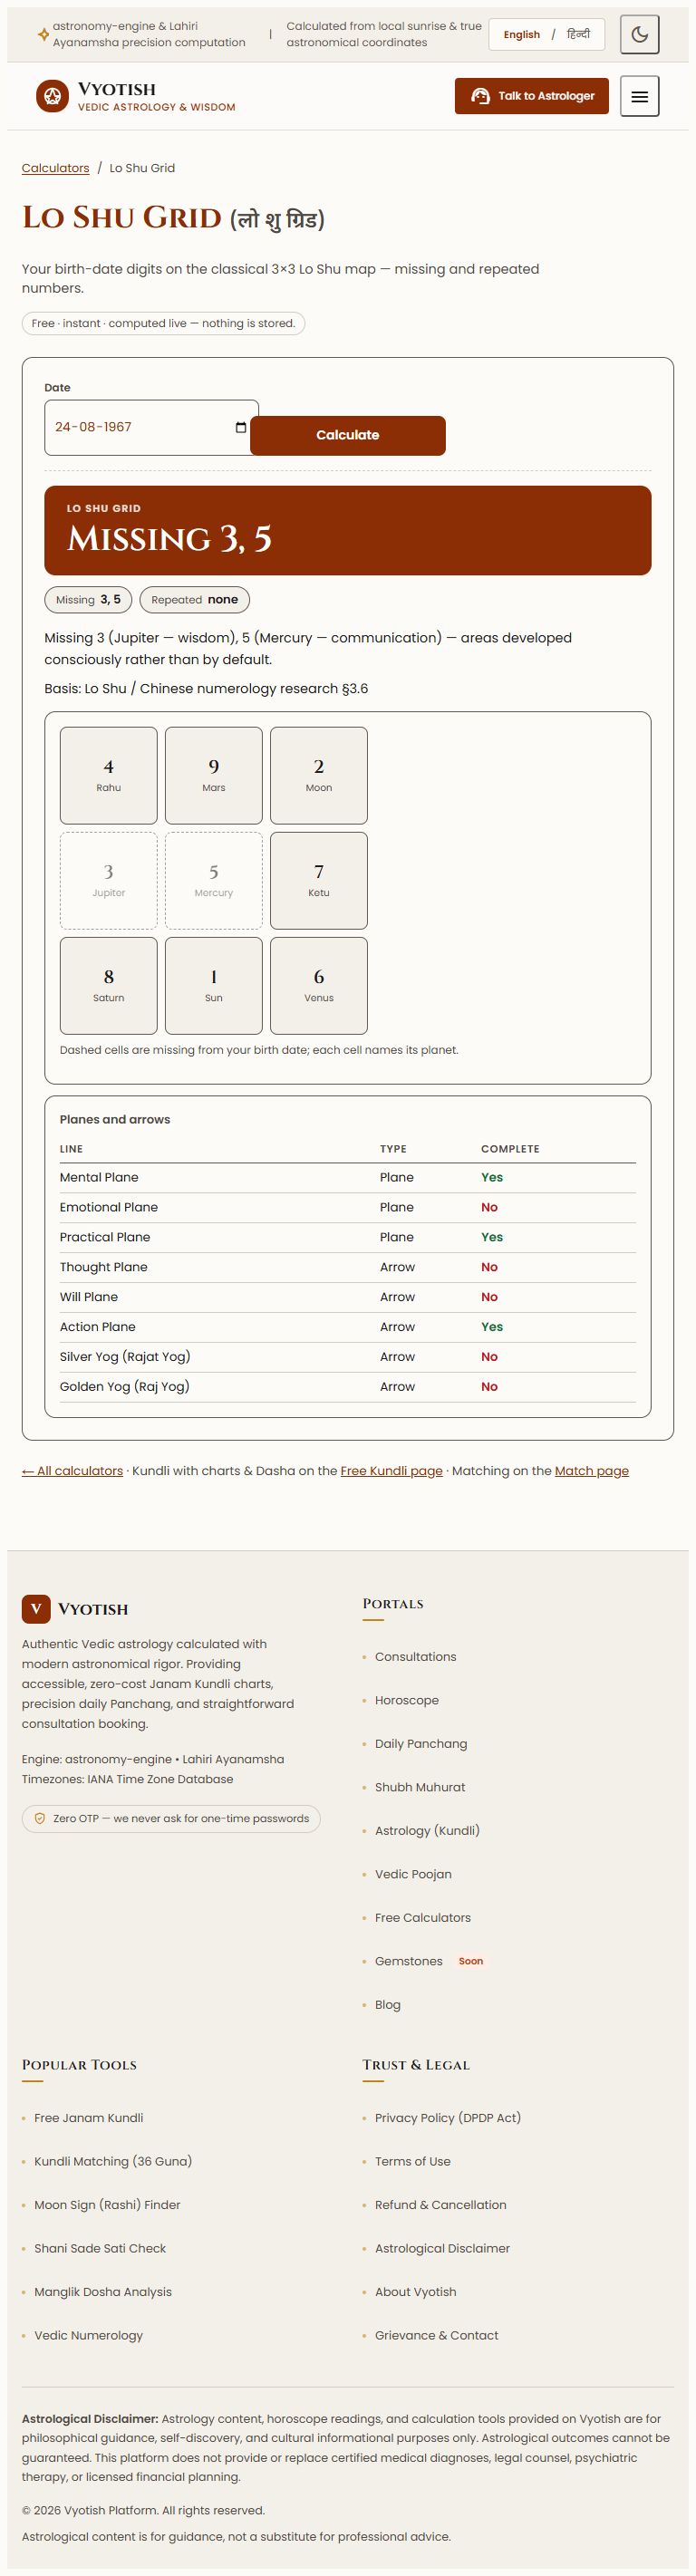 astronomy-engine & Lahiri
Ayanamsha precision computation
|
Calculated from local sunrise & true
astronomical coordinates
English / हिन्दी
Vyotish
VEDIC ASTROLOGY & WISDOM
Talk to Astrologer
Calculators / Lo Shu Grid
Lo Shu Grid (लो शु ग्रिड)
Your birth-date digits on the classical 3×3 Lo Shu map — missing and repeated
numbers.
Free · instant · computed live — nothing is stored.
Date
24-08-1967
Calculate
LO SHU GRID
Missing 3, 5
Missing 3, 5
Repeated none
Missing 3 (Jupiter — wisdom), 5 (Mercury — communication) — areas developed
consciously rather than by default.
Basis: Lo Shu / Chinese numerology research §3.6
4 9 2
Rahu Mars Moon
3 5 7
Jupiter Mercury Ketu
8 1 6
Saturn Sun Venus
Dashed cells are missing from your birth date; each cell names its planet.
Planes and arrows
LINE TYPE COMPLETE
Mental Plane Plane Yes
Emotional Plane Plane No
Practical Plane Plane Yes
Thought Plane Arrow No
Will Plane Arrow No
Action Plane Arrow Yes
Silver Yog (Rajat Yog) Arrow No
Golden Yog (Raj Yog) Arrow No
← All calculators · Kundli with charts & Dasha on the Free Kundli page · Matching on the Match page
V Vyotish
Authentic Vedic astrology calculated with
modern astronomical rigor. Providing
accessible, zero-cost Janam Kundli charts,
precision daily Panchang, and straightforward
consultation booking.
Engine: astronomy-engine • Lahiri Ayanamsha
Timezones: IANA Time Zone Database
Zero OTP — we never ask for one-time passwords
Portals
Consultations
Horoscope
Daily Panchang
Shubh Muhurat
Astrology (Kundli)
Vedic Poojan
Free Calculators
Gemstones Soon
Blog
Popular Tools
Free Janam Kundli
Kundli Matching (36 Guna)
Moon Sign (Rashi) Finder
Shani Sade Sati Check
Manglik Dosha Analysis
Vedic Numerology
Trust & Legal
Privacy Policy (DPDP Act)
Terms of Use
Refund & Cancellation
Astrological Disclaimer
About Vyotish
Grievance & Contact
Astrological Disclaimer: Astrology content, horoscope readings, and calculation tools provided on Vyotish are for
philosophical guidance, self-discovery, and cultural informational purposes only. Astrological outcomes cannot be
guaranteed. This platform does not provide or replace certified medical diagnoses, legal counsel, psychiatric
therapy, or licensed financial planning.
© 2026 Vyotish Platform. All rights reserved.
Astrological content is for guidance, not a substitute for professional advice.